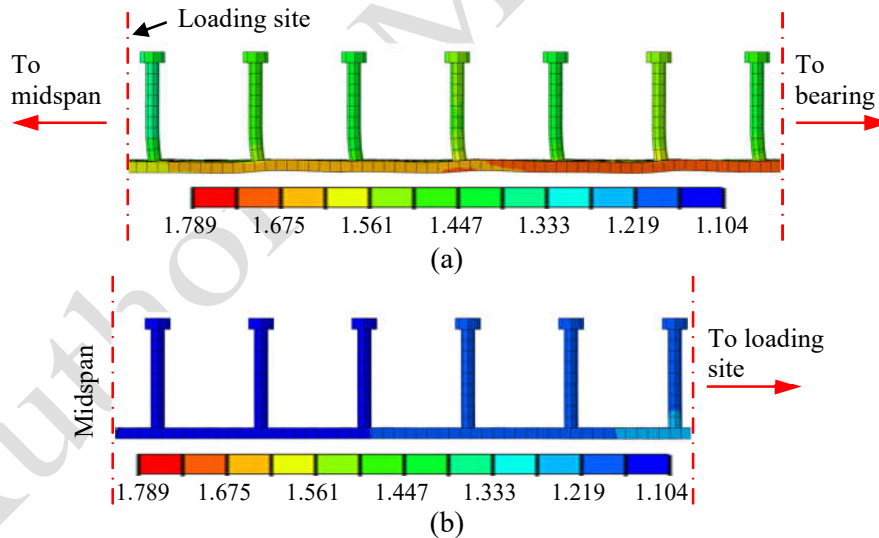 Loading site
To
midspan
To
bearing
1.789 1.675 1.561 1.447 1.333 1.219 1.104
(a)
Midspan
To loading
site
1.789 1.675 1.561 1.447 1.333 1.219 1.104
(b)